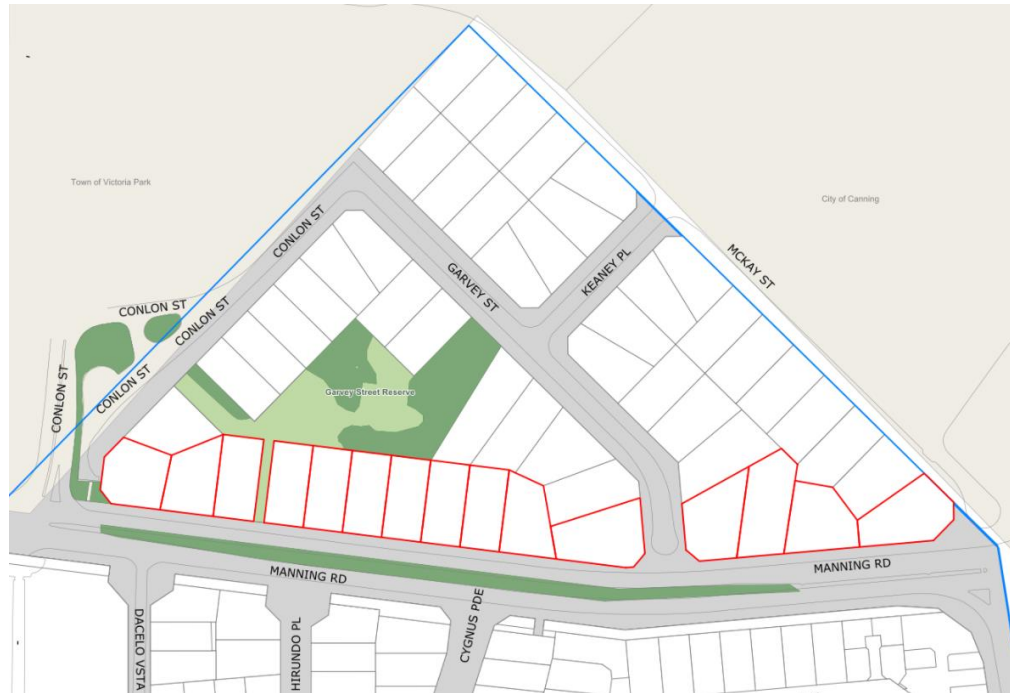 Town of Victoria Park
City of Canning
CONLON ST
MCKAY ST
KEANEY PL
GARVEY ST
CONLON ST
CONLON ST
CONLON ST
CONLON ST
Garvey Street Reserve
MANNING RD
MANNING RD
DACELO VSTA
HIRUNDO PL
CYGNUS PDE